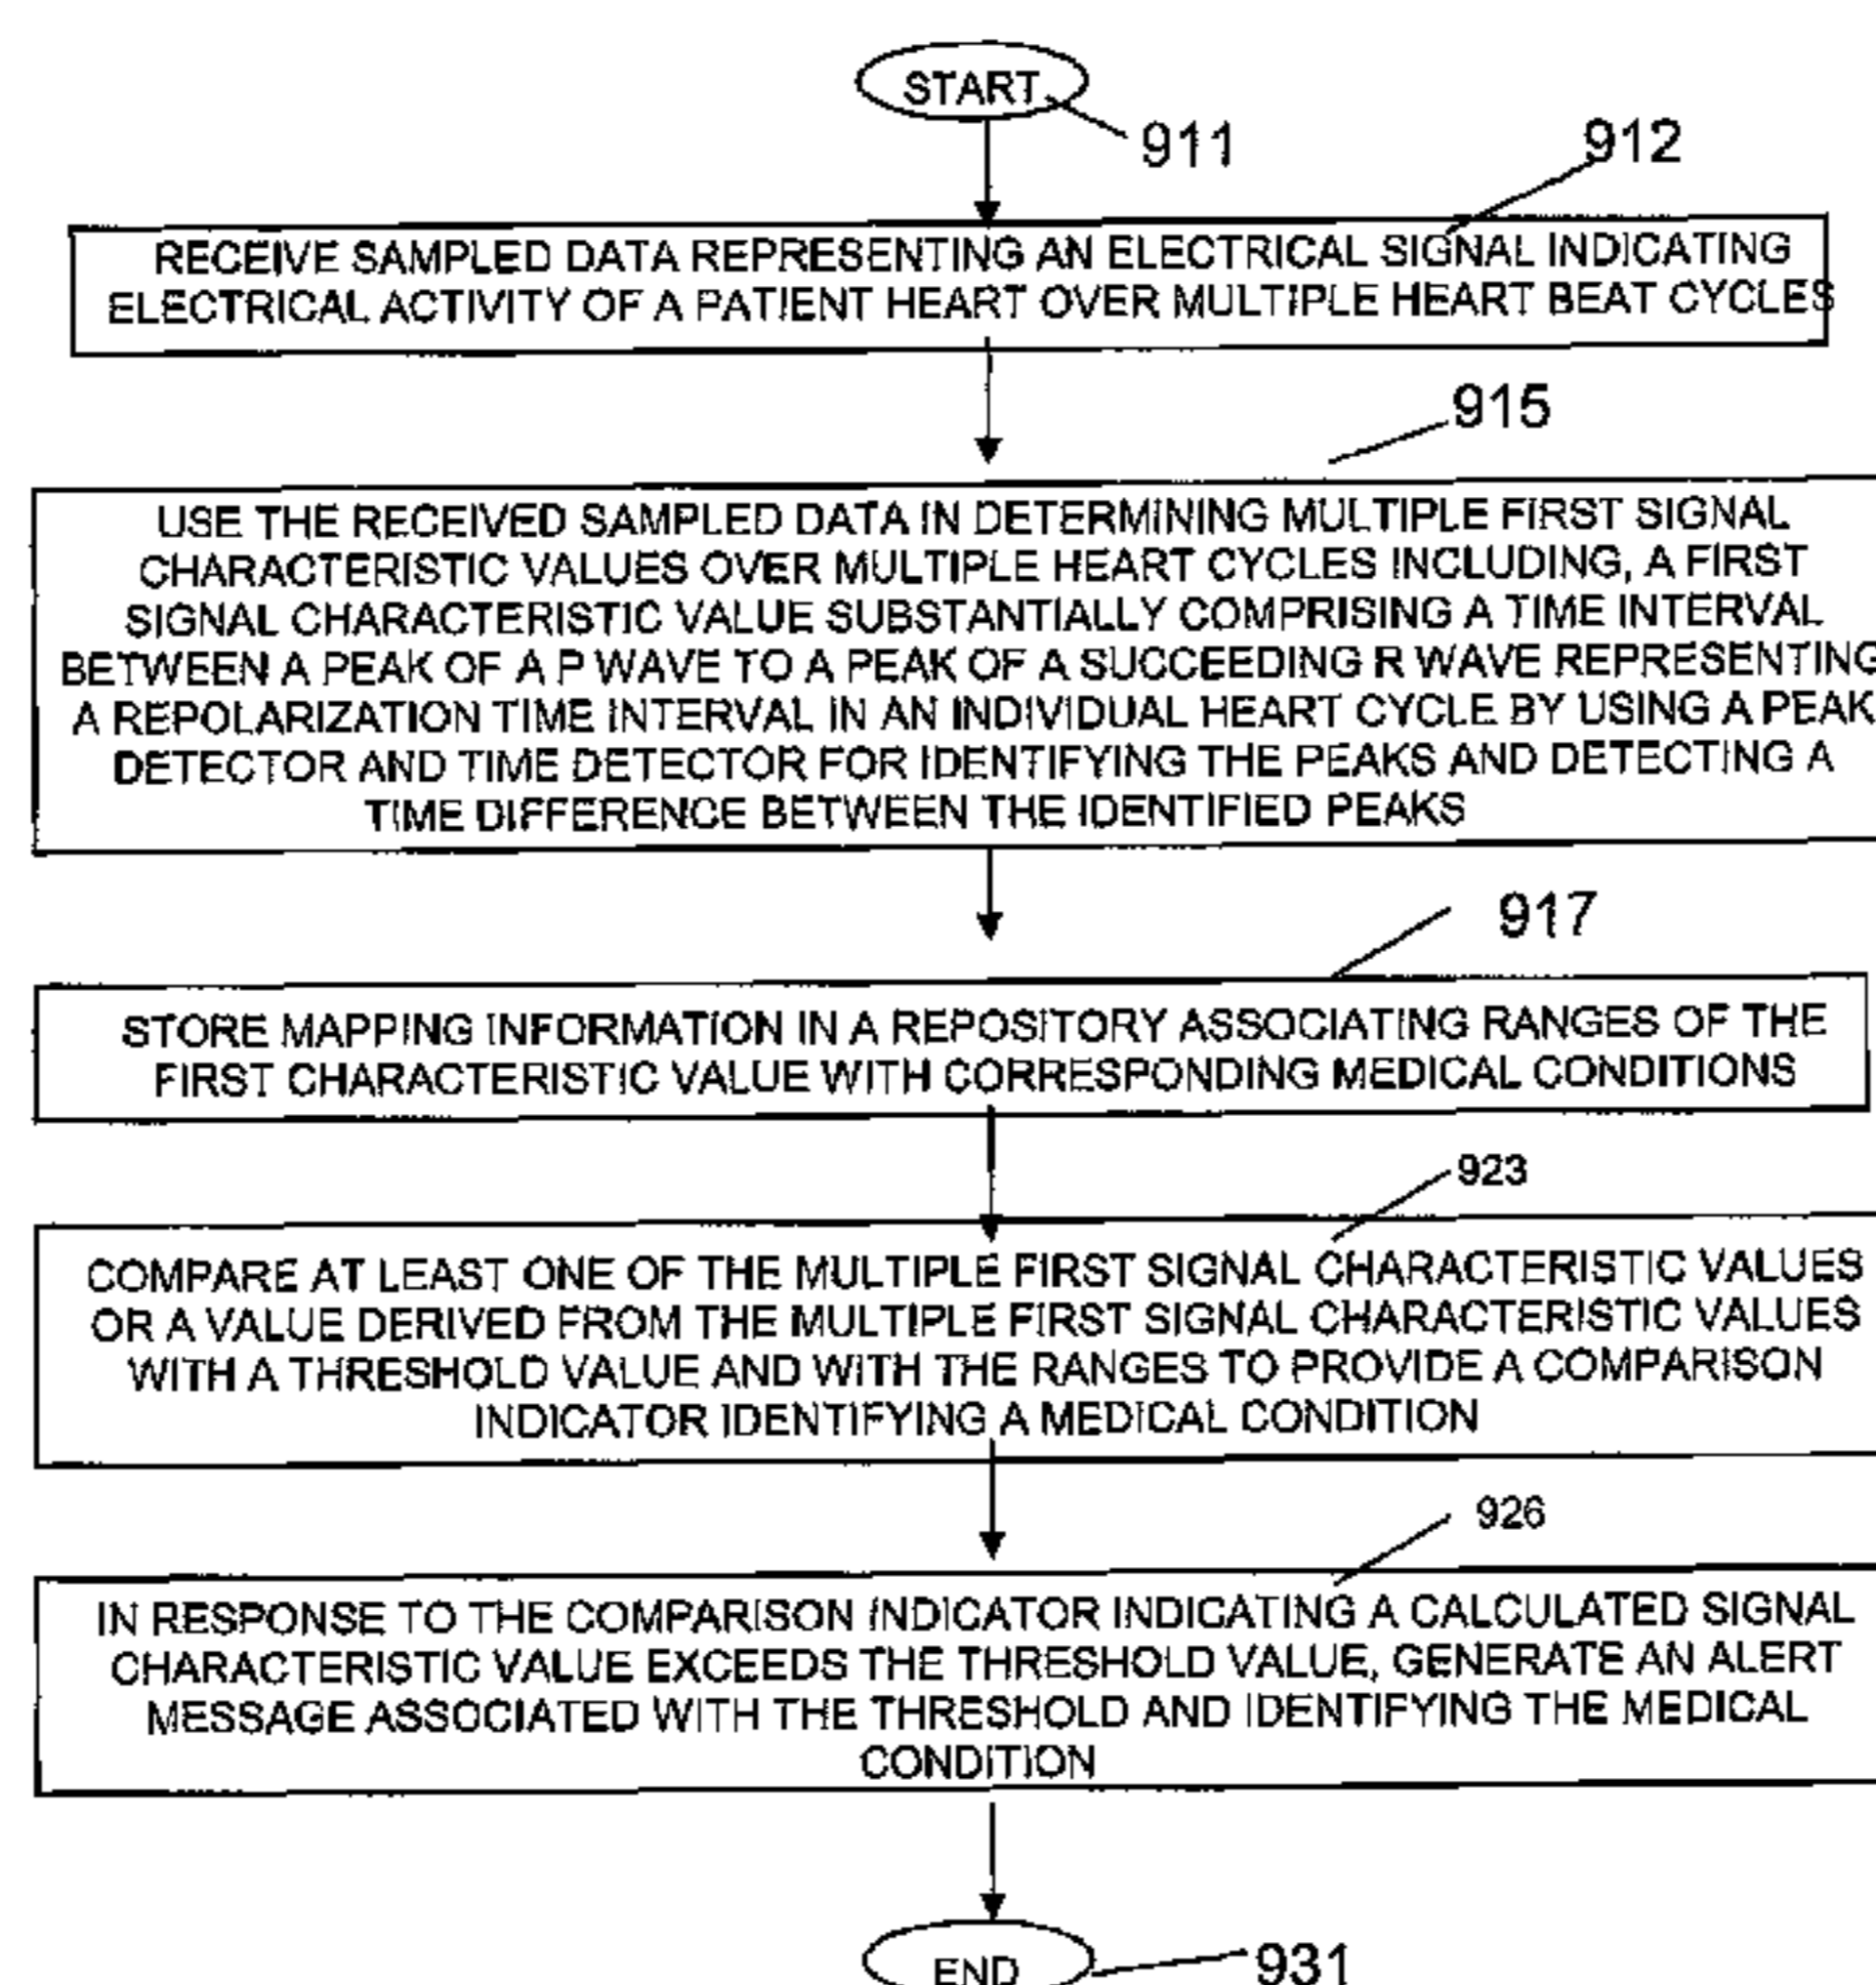 START
911
912
RECEIVE SAMPLED DATA REPRESENTING AN ELECTRICAL SIGNAL INDICATING
ELECTRICAL ACTIVITY OF A PATIENT HEART OVER MULTIPLE HEART BEAT CYCLES
915
USE THE RECEIVED SAMPLED DATA IN DETERMINING MULTIPLE FIRST SIGNAL
CHARACTERISTIC VALUES OVER MULTIPLE HEART CYCLES INCLUDING, A FIRST
SIGNAL CHARACTERISTIC VALUE SUBSTANTIALLY COMPRISING A TIME INTERVAL
BETWEEN A PEAK OF A P WAVE TO A PEAK OF A SUCCEEDING R WAVE REPRESENTING
A REPOLARIZATION TIME INTERVAL IN AN INDIVIDUAL HEART CYCLE BY USING A PEAK
DETECTOR AND TIME DETECTOR FOR IDENTIFYING THE PEAKS AND DETECTING A
TIME DIFFERENCE BETWEEN THE IDENTIFIED PEAKS
917
STORE MAPPING INFORMATION IN A REPOSITORY ASSOCIATING RANGES OF THE
FIRST CHARACTERISTIC VALUE WITH CORRESPONDING MEDICAL CONDITIONS
923
COMPARE AT LEAST ONE OF THE MULTIPLE FIRST SIGNAL CHARACTERISTIC VALUES
OR A VALUE DERIVED FROM THE MULTIPLE FIRST SIGNAL CHARACTERISTIC VALUES
WITH A THRESHOLD VALUE AND WITH THE RANGES TO PROVIDE A COMPARISON
INDICATOR IDENTIFYING A MEDICAL CONDITION
926
IN RESPONSE TO THE COMPARISON INDICATOR INDICATING A CALCULATED SIGNAL
CHARACTERISTIC VALUE EXCEEDS THE THRESHOLD VALUE, GENERATE AN ALERT
MESSAGE ASSOCIATED WITH THE THRESHOLD AND IDENTIFYING THE MEDICAL
CONDITION
END
931